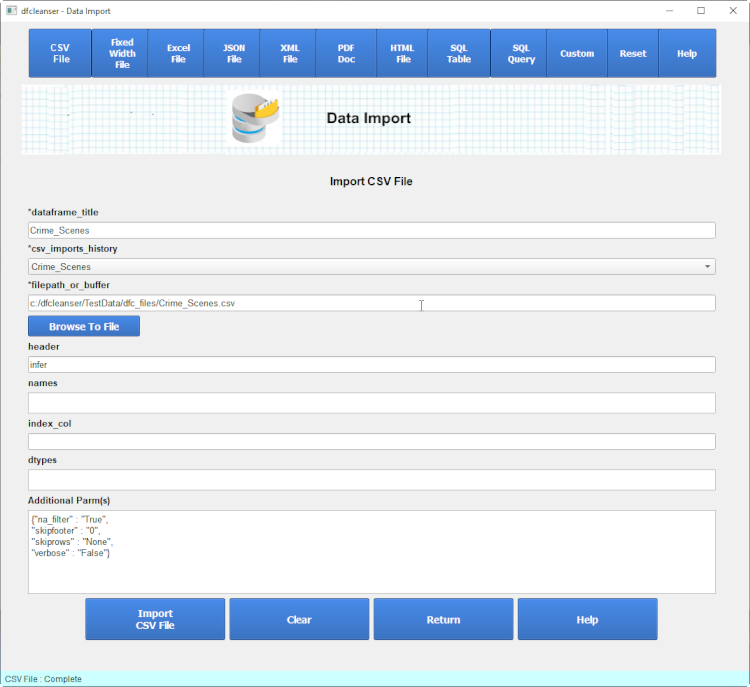 dfcleanser - Data Import
CSV
File
Fixed
Width
File
Excel
File
JSON
File
XML
File
PDF
Doc
HTML
File
SQL
Table
SQL
Query
Custom
Reset
Help
Data Import
Import CSV File
*dataframe_title
Crime_Scenes
*csv_imports_history
Crime_Scenes
*filepath_or_buffer
c:/dfcleanser/TestData/dfc_files/Crime_Scenes.csv
Browse To File
header
infer
names
index_col
dtypes
Additional Parm(s)
{"na_filter" : "True",
"skipfooter" : "0",
"skiprows" : "None",
"verbose" : "False"}
Import
CSV File
Clear
Return
Help
CSV File : Complete